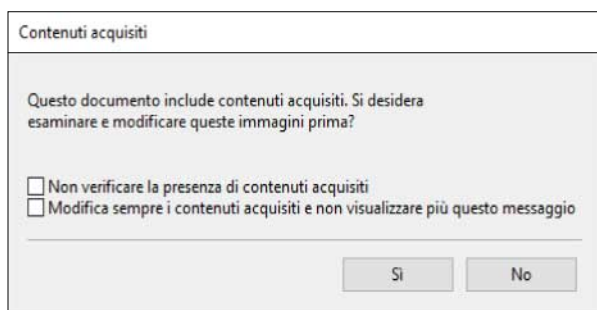 Contenuti acquisiti
Questo documento include contenuti acquisiti. Si desidera
esaminare e modificare queste immagini prima?
Non verificare la presenza di contenuti acquisiti
Modifica sempre i contenuti acquisiti e non visualizzare più questo messaggio
Sì
No